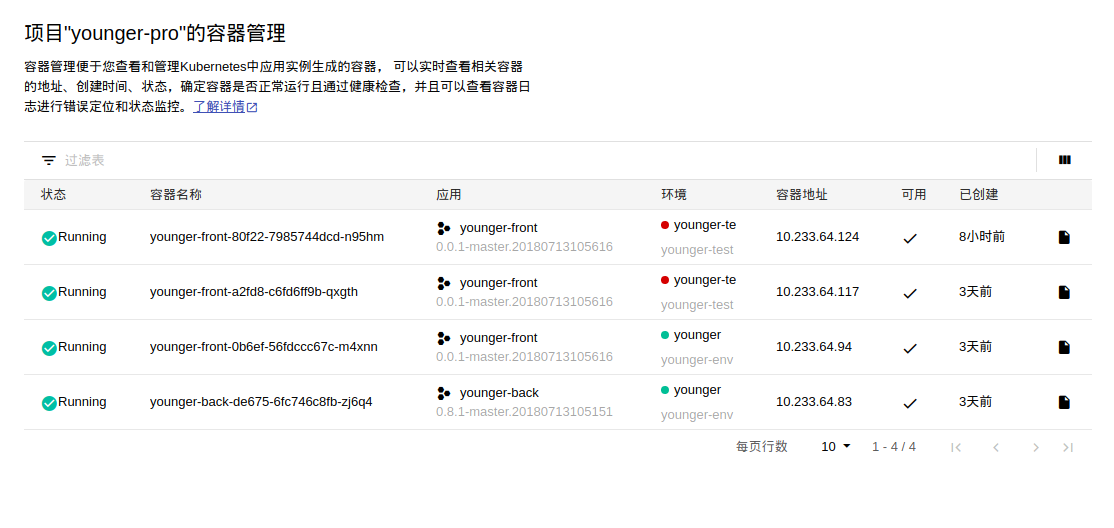 项目"younger-pro"的容器管理
容器管理便于您查看和管理Kubernetes中应用实例生成的容器， 可以实时查看相关容器
的地址、创建时间、状态，确定容器是否正常运行且通过健康检查，并且可以查看容器日
志进行错误定位和状态监控。了解详情
过滤表
状态 容器名称 应用 环境 容器地址 可用 已创建
Running younger-front-80f22-7985744dcd-n95hm younger-front younger-te 10.233.64.124 8小时前
0.0.1-master.20180713105616 younger-test
Running younger-front-a2fd8-c6fd6ff9b-qxgth younger-front younger-te 10.233.64.117 3天前
0.0.1-master.20180713105616 younger-test
Running younger-front-0b6ef-56fdccc67c-m4xnn younger-front younger 10.233.64.94 3天前
0.0.1-master.20180713105616 younger-env
Running younger-back-de675-6fc746c8fb-zj6q4 younger-back younger 10.233.64.83 3天前
0.8.1-master.20180713105151 younger-env
每页行数 10 1 - 4 / 4